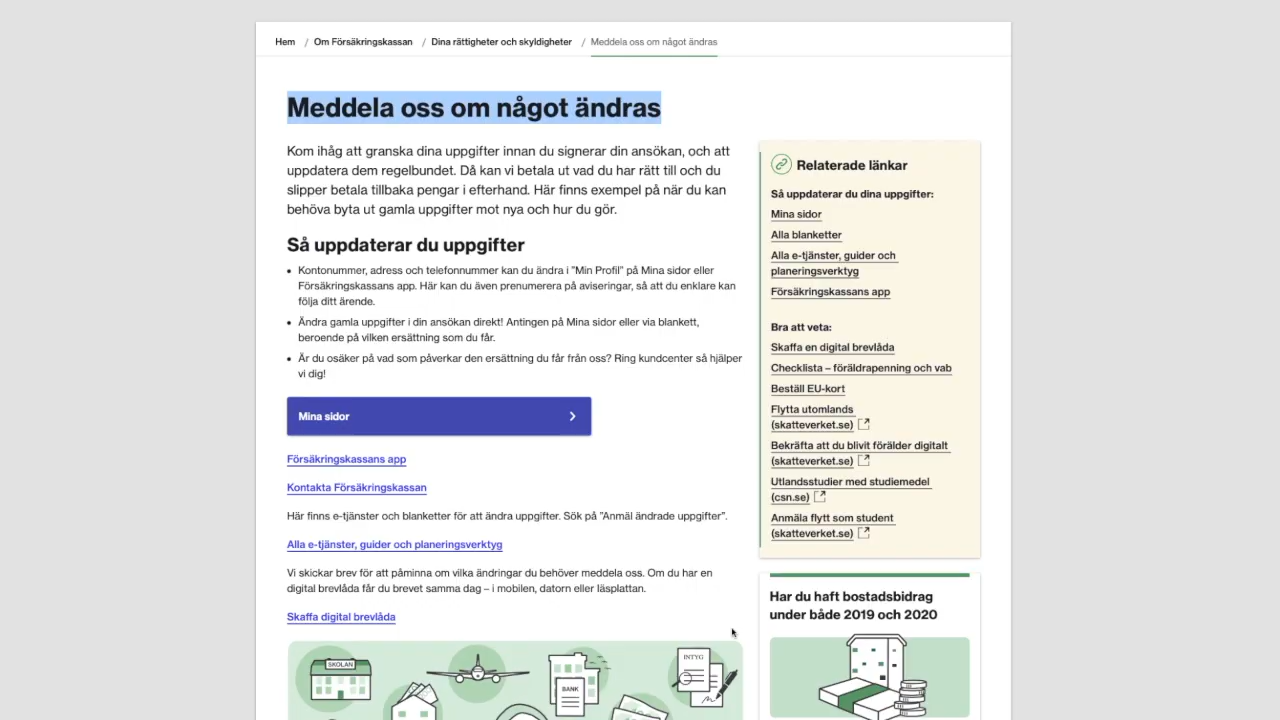 Hem / Om Försäkringskassan / Dina rättigheter och skyldigheter / Meddela oss om något ändras
Meddela oss om något ändras
Kom ihåg att granska dina uppgifter innan du signerar din ansökan, och att
uppdatera dem regelbundet. Då kan vi betala ut vad du har rätt till och du
slipper betala tillbaka pengar i efterhand. Här finns exempel på när du kan
behöva byta ut gamla uppgifter mot nya och hur du gör.
Så uppdaterar du uppgifter
• Kontonummer, adress och telefonnummer kan du ändra i ”Min Profil” på Mina sidor eller
Försäkringskassans app. Här kan du även prenumerera på aviseringar, så att du enklare kan
följa ditt ärende.
• Ändra gamla uppgifter i din ansökan direkt! Antingen på Mina sidor eller via blankett,
beroende på vilken ersättning som du får.
• Är du osäker på vad som påverkar den ersättning du får från oss? Ring kundcenter så hjälper
vi dig!
Mina sidor
Försäkringskassans app
Kontakta Försäkringskassan
Här finns e-tjänster och blanketter för att ändra uppgifter. Sök på ”Anmäl ändrade uppgifter”.
Alla e-tjänster, guider och planeringsverktyg
Vi skickar brev för att påminna om vilka ändringar du behöver meddela oss. Om du har en
digital brevlåda får du brevet samma dag – i mobilen, datorn eller läsplattan.
Skaffa digital brevlåda
SKOLAN
BANK
INTYG
Relaterade länkar
Så uppdaterar du dina uppgifter:
Mina sidor
Alla blanketter
Alla e-tjänster, guider och
planeringsverktyg
Försäkringskassans app
Bra att veta:
Skaffa en digital brevlåda
Checklista – föräldrapenning och vab
Beställ EU-kort
Flytta utomlands
(skatteverket.se)
Bekräfta att du blivit förälder digitalt
(skatteverket.se)
Utlandsstudier med studiemedel
(csn.se)
Anmäla flytt som student
(skatteverket.se)
Har du haft bostadsbidrag
under både 2019 och 2020